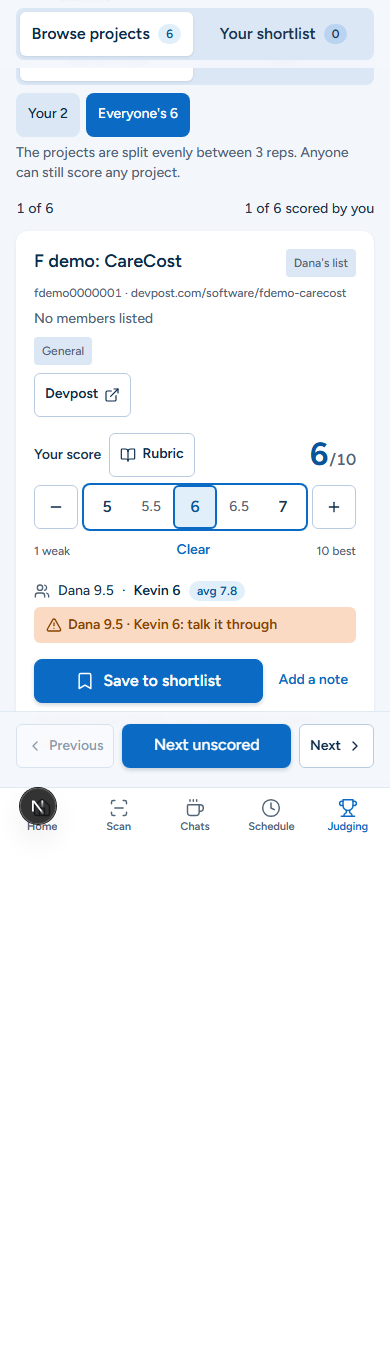 Browse projects 6 Your shortlist 0
Your 2 Everyone's 6
The projects are split evenly between 3 reps. Anyone
can still score any project.
1 of 6 1 of 6 scored by you
F demo: CareCost Dana's list
fdemo0000001 · devpost.com/software/fdemo-carecost
No members listed
General
Devpost
Your score Rubric 6/10
− 5 5.5 6 6.5 7 +
1 weak Clear 10 best
Dana 9.5 · Kevin 6 avg 7.8
Dana 9.5 · Kevin 6: talk it through
Save to shortlist Add a note
Previous Next unscored Next
N
Home Scan Chats Schedule Judging